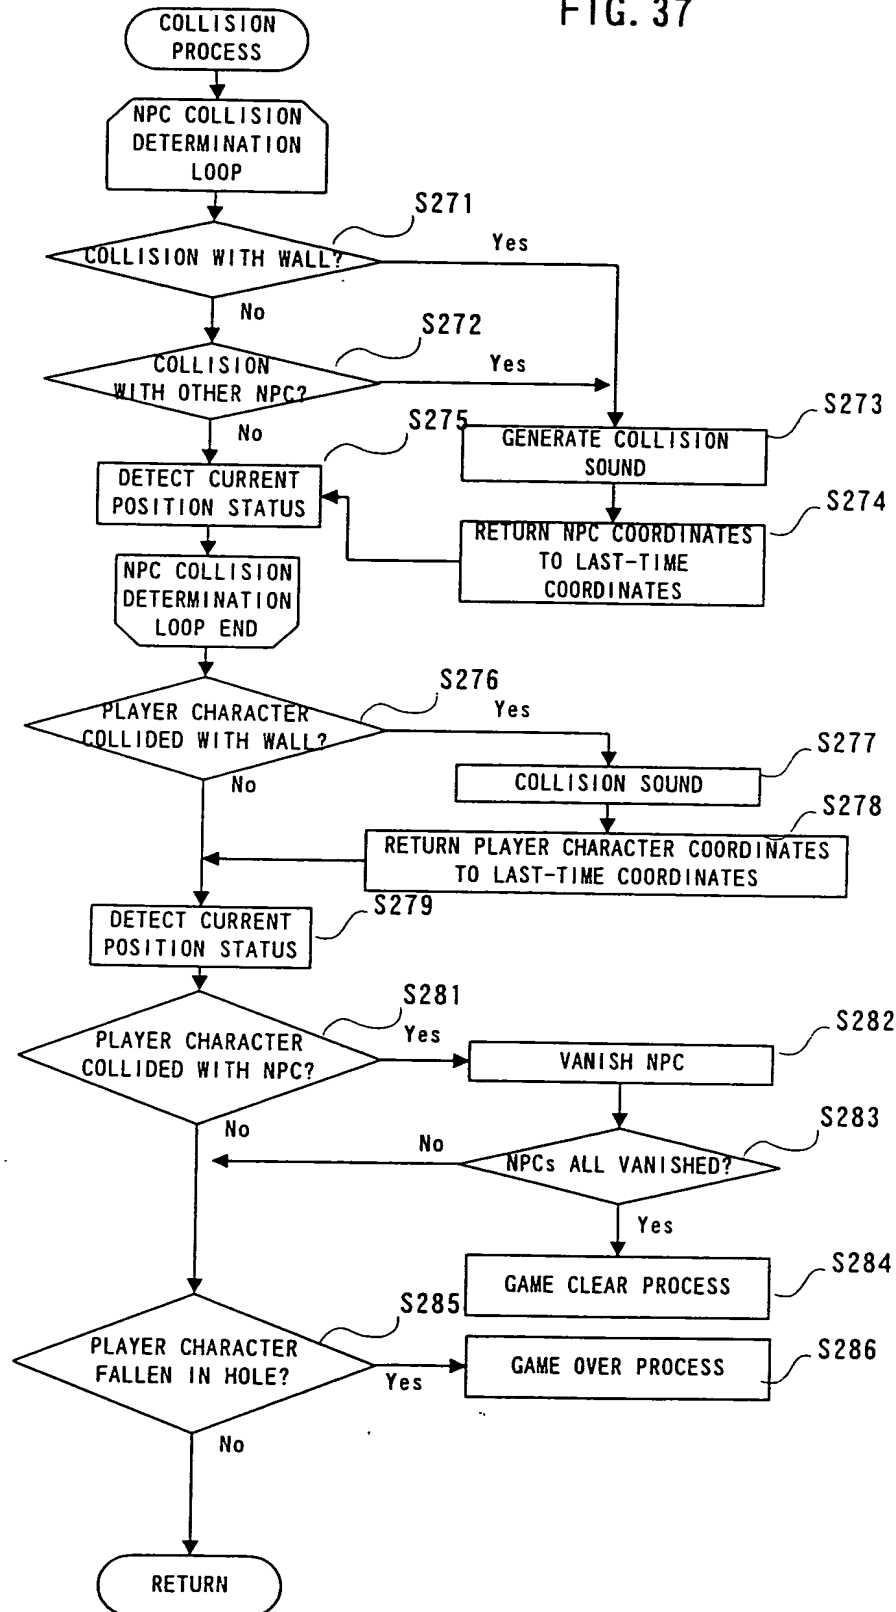 FIG. 37
COLLISION
PROCESS
NPC COLLISION
DETERMINATION
LOOP
S271
COLLISION WITH WALL?
Yes
No
S272
COLLISION
WITH OTHER NPC?
Yes
No
S273
GENERATE COLLISION
SOUND
S275
DETECT CURRENT
POSITION STATUS
S274
RETURN NPC COORDINATES
TO LAST-TIME
COORDINATES
NPC COLLISION
DETERMINATION
LOOP END
S276
PLAYER CHARACTER
COLLIDED WITH WALL?
Yes
No
S277
COLLISION SOUND
S278
RETURN PLAYER CHARACTER COORDINATES
TO LAST-TIME COORDINATES
S279
DETECT CURRENT
POSITION STATUS
S281
PLAYER CHARACTER
COLLIDED WITH NPC?
Yes
No
S282
VANISH NPC
S283
NPCs ALL VANISHED?
No
Yes
S284
GAME CLEAR PROCESS
S285
PLAYER CHARACTER
FALLEN IN HOLE?
Yes
No
S286
GAME OVER PROCESS
RETURN